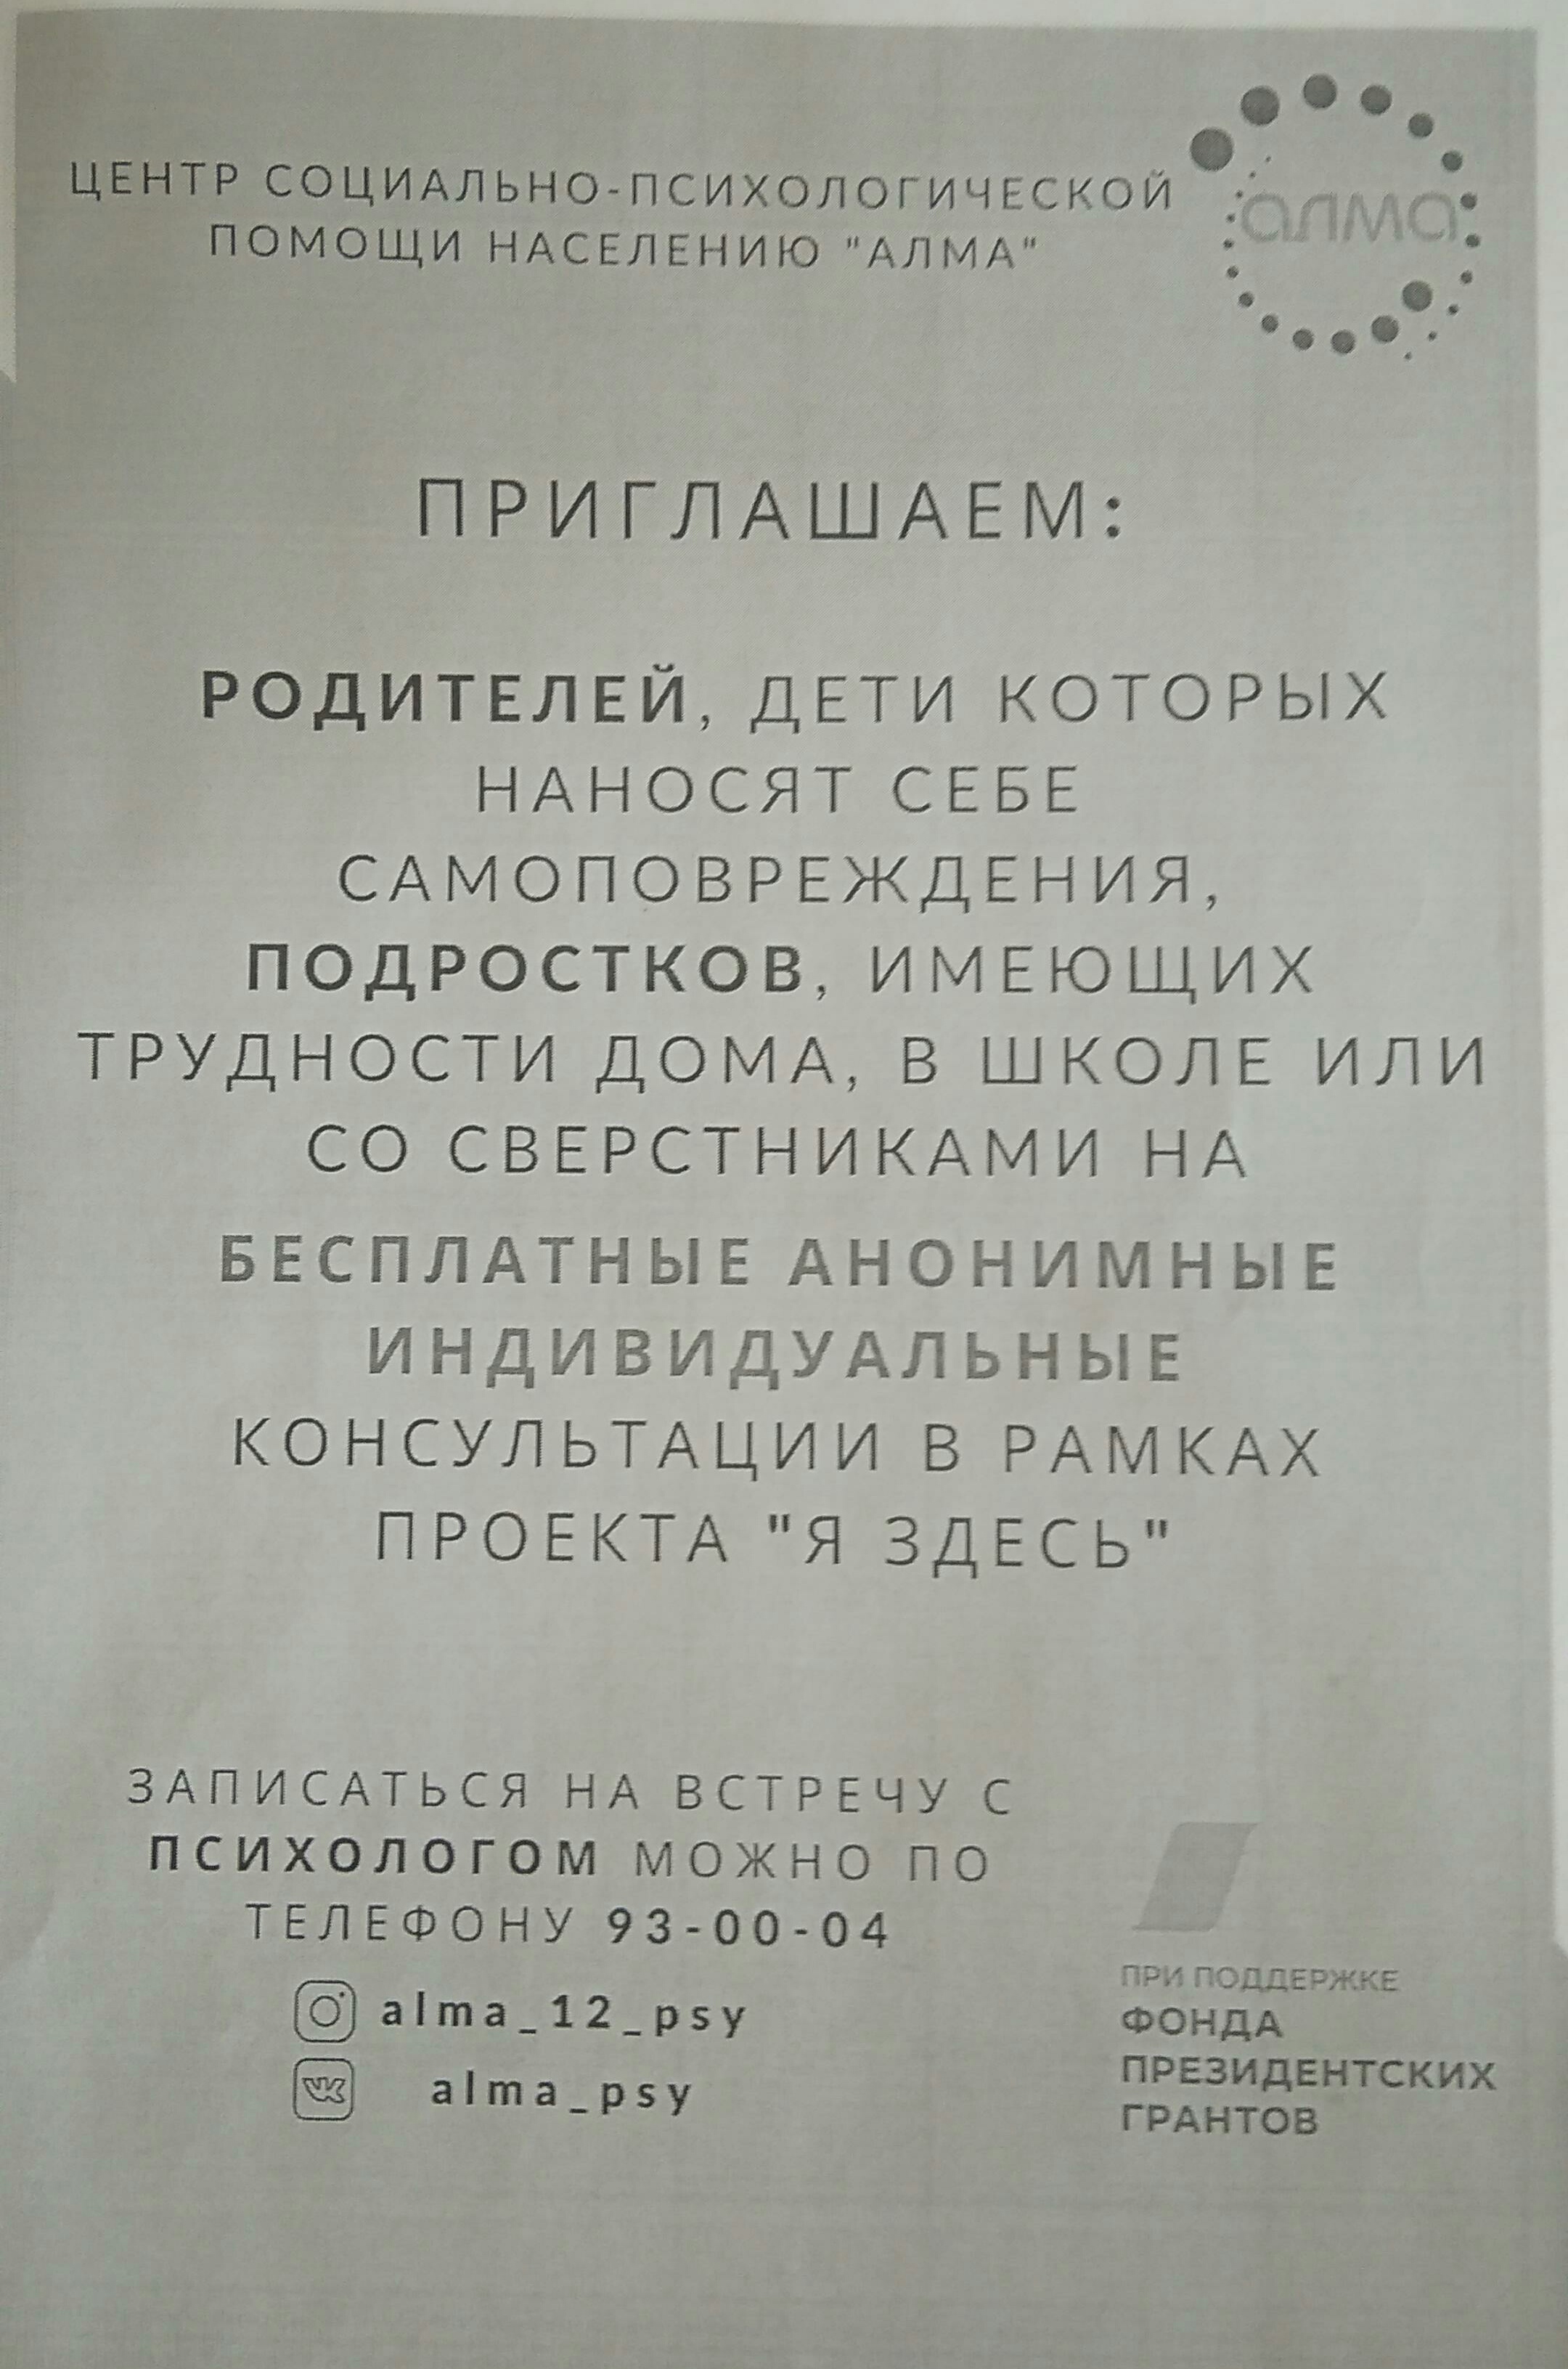 ЦЕНТР СОЦИАЛЬНО-ПСИХОЛОГИЧЕСКОЙ
ПОМОЩИ НАСЕЛЕНИЮ "АЛМА"
алма
ПРИГЛАШАЕМ:
РОДИТЕЛЕЙ, ДЕТИ КОТОРЫХ
НАНОСЯТ СЕБЕ
САМОПОВРЕЖДЕНИЯ,
ПОДРОСТКОВ, ИМЕЮЩИХ
ТРУДНОСТИ ДОМА, В ШКОЛЕ ИЛИ
СО СВЕРСТНИКАМИ НА
БЕСПЛАТНЫЕ АНОНИМНЫЕ
ИНДИВИДУАЛЬНЫЕ
КОНСУЛЬТАЦИИ В РАМКАХ
ПРОЕКТА "Я ЗДЕСЬ"
ЗАПИСАТЬСЯ НА ВСТРЕЧУ С
ПСИХОЛОГОМ МОЖНО ПО
ТЕЛЕФОНУ 93-00-04
alma_12_psy
alma_psy
ПРИ ПОДДЕРЖКЕ
ФОНДА
ПРЕЗИДЕНТСКИХ
ГРАНТОВ